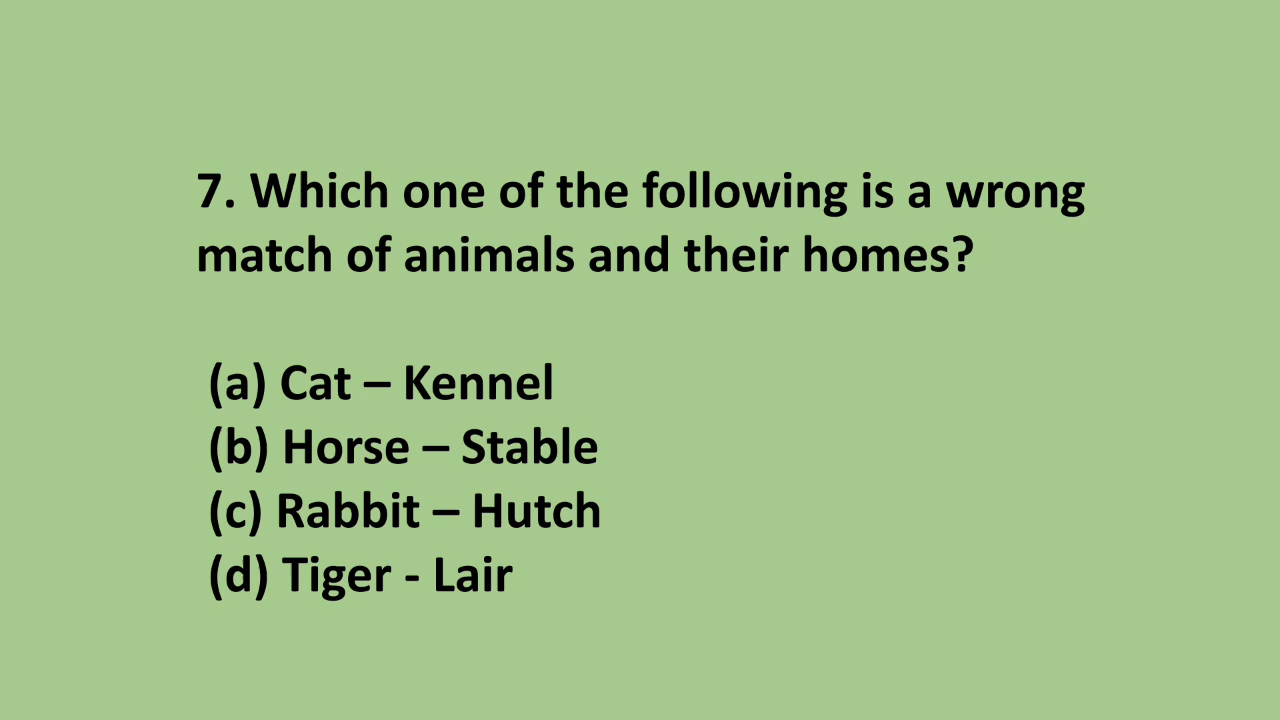 7. Which one of the following is a wrong
match of animals and their homes?
(a) Cat – Kennel
(b) Horse – Stable
(c) Rabbit – Hutch
(d) Tiger - Lair